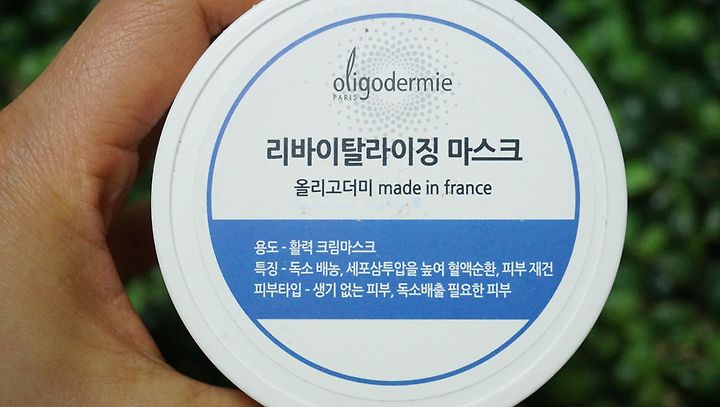 oligodermie
PARIS
리바이탈라이징 마스크
올리고더미 made in france
용도 - 활력 크림마스크
특징 - 독소 배농, 세포삼투압을 높여 혈액순환, 피부 재건
피부타입 - 생기 없는 피부, 독소배출 필요한 피부